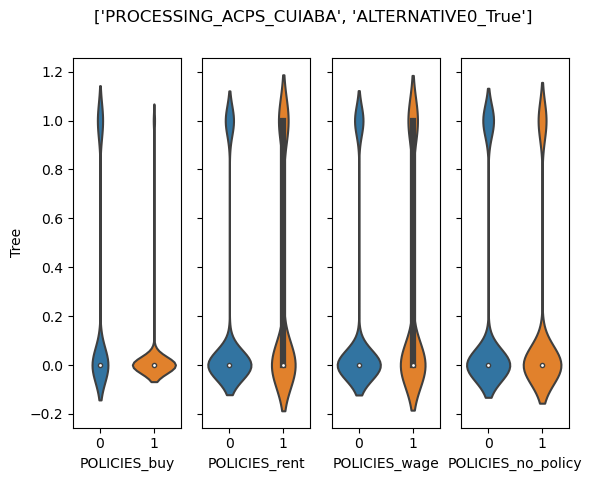 ['PROCESSING_ACPS_CUIABA', 'ALTERNATIVE0_True']
1.2
1.0
0.8
0.6
0.4
0.2
0.0
−0.2
Tree
0 1 0 1 0 1 0 1
POLICIES_buy POLICIES_rent POLICIES_wage POLICIES_no_policy